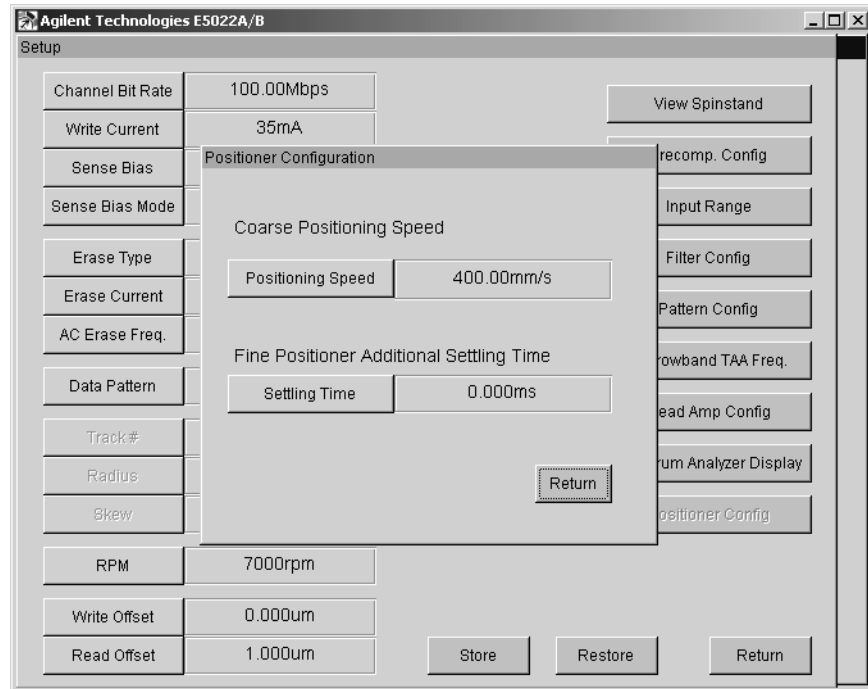 Agilent Technologies E5022A/B
Setup
Channel Bit Rate 100.00Mbps
Write Current 35mA
Sense Bias
Sense Bias Mode
Erase Type
Erase Current
AC Erase Freq.
Data Pattern
Track #
Radius
Skew
RPM 7000rpm
Write Offset 0.000um
Read Offset 1.000um
Positioner Configuration
Coarse Positioning Speed
Positioning Speed 400.00mm/s
Fine Positioner Additional Settling Time
Settling Time 0.000ms
Return
View Spinstand
recomp. Config
Input Range
Filter Config
Pattern Config
rowband TAA Freq.
ead Amp Config
rum Analyzer Display
ositioner Config
Store Restore Return